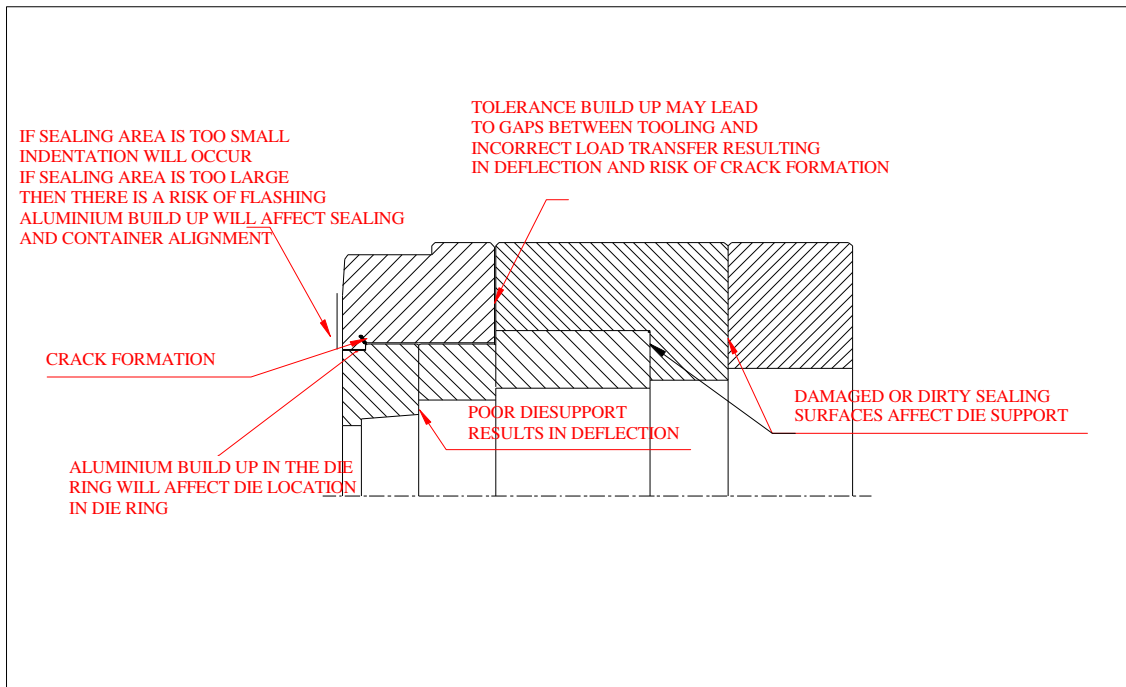 IF SEALING AREA IS TOO SMALL
INDENTATION WILL OCCUR
IF SEALING AREA IS TOO LARGE
THEN THERE IS A RISK OF FLASHING
ALUMINIUM BUILD UP WILL AFFECT SEALING
AND CONTAINER ALIGNMENT
TOLERANCE BUILD UP MAY LEAD
TO GAPS BETWEEN TOOLING AND
INCORRECT LOAD TRANSFER RESULTING
IN DEFLECTION AND RISK OF CRACK FORMATION
CRACK FORMATION
POOR DIESUPPORT
RESULTS IN DEFLECTION
DAMAGED OR DIRTY SEALING
SURFACES AFFECT DIE SUPPORT
ALUMINIUM BUILD UP IN THE DIE
RING WILL AFFECT DIE LOCATION
IN DIE RING